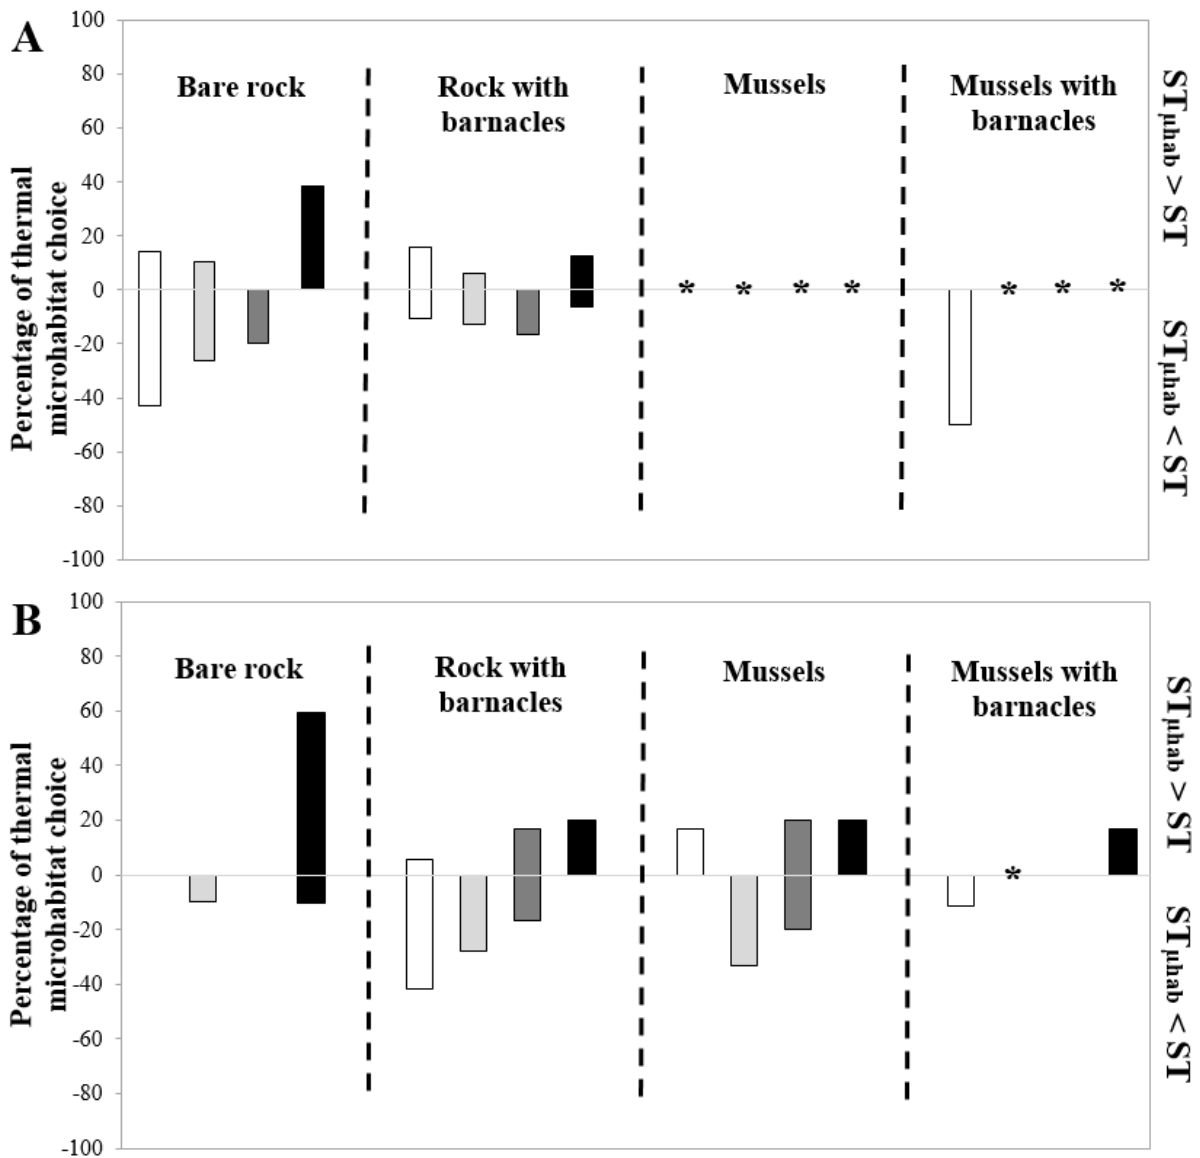 A
100
80
60
40
20
0
-20
-40
-60
-80
-100
Percentage of thermal
microhabitat choice
Bare rock
Rock with
barnacles
Mussels
Mussels with
barnacles
* * * *
* * *
STμhab > ST
STμhab < ST
B
100
80
60
40
20
0
-20
-40
-60
-80
-100
Percentage of thermal
microhabitat choice
Bare rock
Rock with
barnacles
Mussels
Mussels with
barnacles
*
STμhab > ST
STμhab < ST